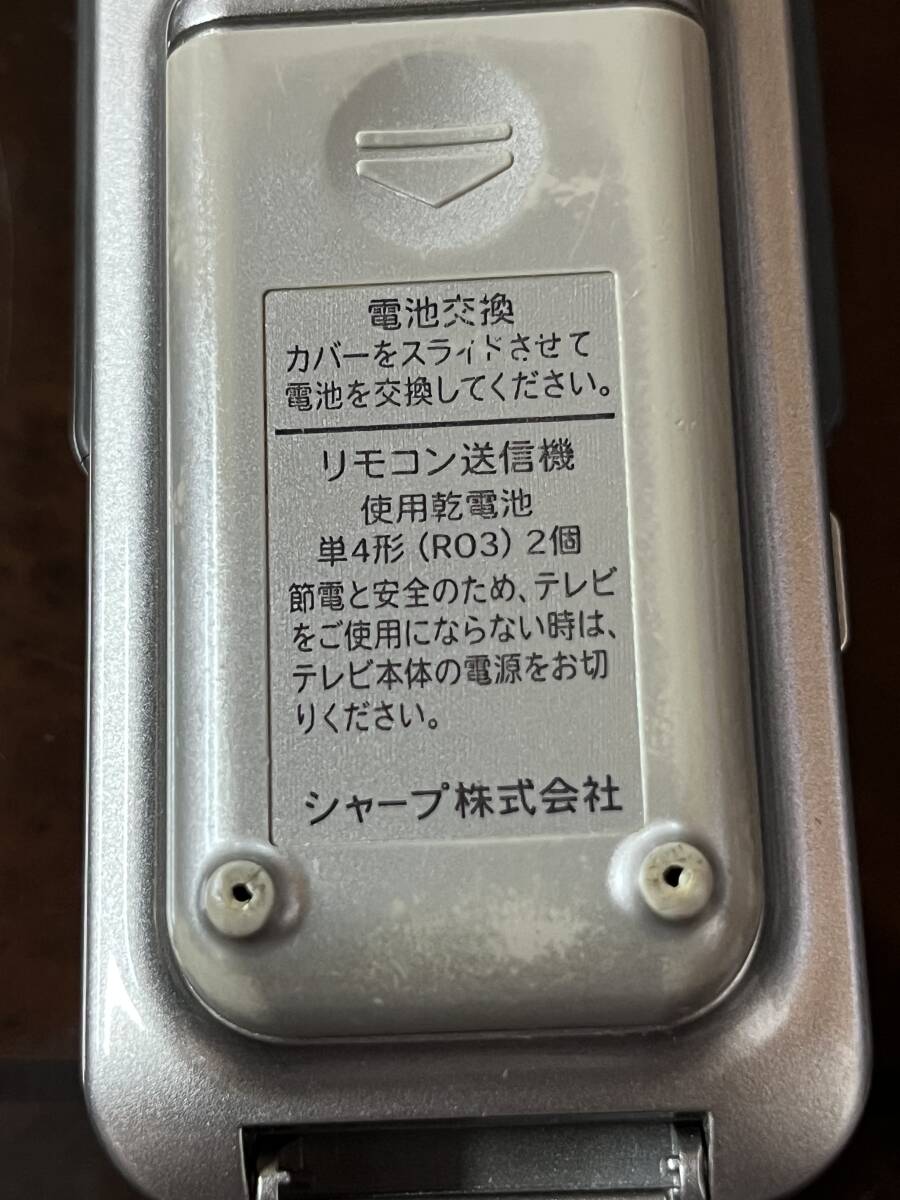 電池交換
カバーをスライドさせて
電池を交換してください。
リモコン送信機
使用乾電池
単4形（R03）2個
節電と安全のため、テレビ
をご使用にならない時は、
テレビ本体の電源をお切
りください。
シャープ株式会社